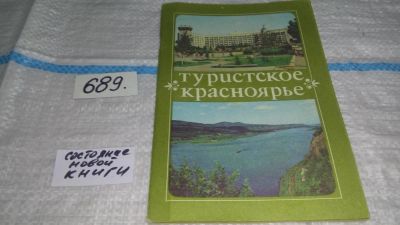 689.
состояние
новой
книги
туристское
красноярье